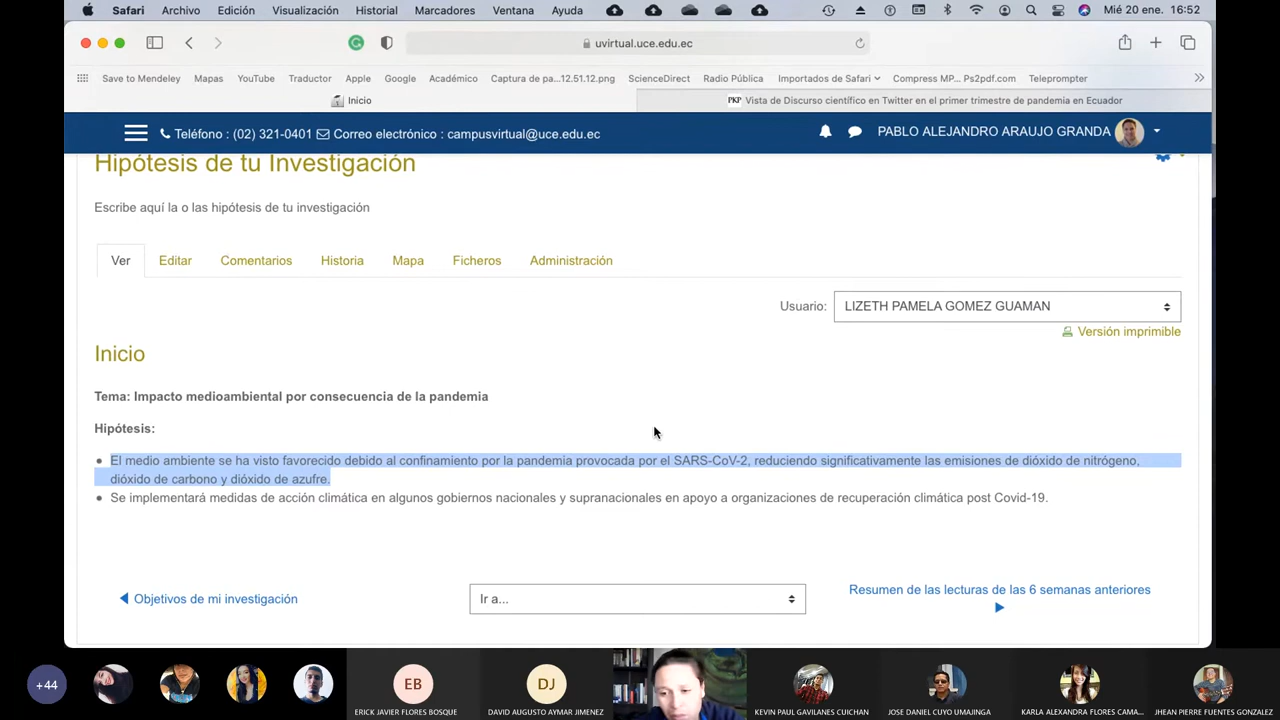 Safari Archivo Edición Visualización Historial Marcadores Ventana Ayuda Mié 20 ene. 16:52
uvirtual.uce.edu.ec
Save to Mendeley Mapas YouTube Traductor Apple Google Académico Captura de pa...12.51.12.png ScienceDirect Radio Pública Importados de Safari Compress MP... Ps2pdf.com Teleprompter
Inicio PKP Vista de Discurso científico en Twitter en el primer trimestre de pandemia en Ecuador
Teléfono : (02) 321-0401 Correo electrónico : campusvirtual@uce.edu.ec PABLO ALEJANDRO ARAUJO GRANDA
Hipótesis de tu Investigación
Escribe aquí la o las hipótesis de tu investigación
Ver Editar Comentarios Historia Mapa Ficheros Administración
Usuario: LIZETH PAMELA GOMEZ GUAMAN
Versión imprimible
Inicio
Tema: Impacto medioambiental por consecuencia de la pandemia
Hipótesis:
El medio ambiente se ha visto favorecido debido al confinamiento por la pandemia provocada por el SARS-CoV-2, reduciendo significativamente las emisiones de dióxido de nitrógeno,
dióxido de carbono y dióxido de azufre.
Se implementará medidas de acción climática en algunos gobiernos nacionales y supranacionales en apoyo a organizaciones de recuperación climática post Covid-19.
Objetivos de mi investigación Ir a... Resumen de las lecturas de las 6 semanas anteriores
+44 EB DJ
ERICK JAVIER FLORES BOSQUE DAVID AUGUSTO AYMAR JIMENEZ KEVIN PAUL GAVILANES CUICHAN JOSE DANIEL CUYO UMAJINGA KARLA ALEXANDRA FLORES CAMA... JHEAN PIERRE FUENTES GONZALEZ